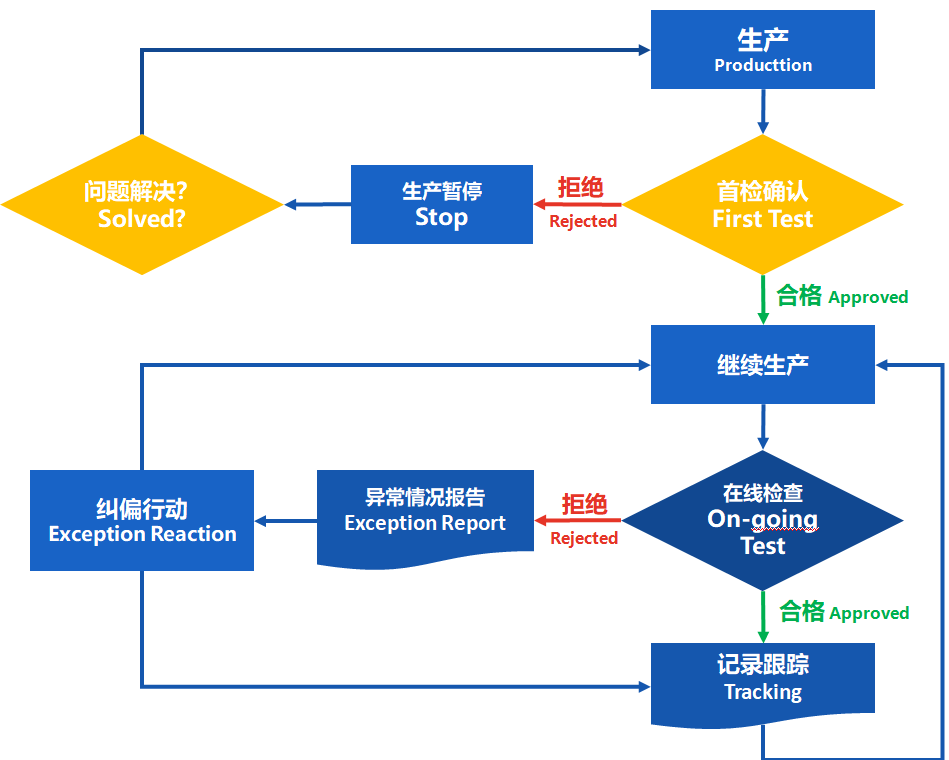 生产
Producttion
问题解决?
Solved?
生产暂停
Stop
拒绝
Rejected
首检确认
First Test
合格 Approved
继续生产
纠偏行动
Exception Reaction
异常情况报告
Exception Report
拒绝
Rejected
在线检查
On-going
Test
合格 Approved
记录跟踪
Tracking